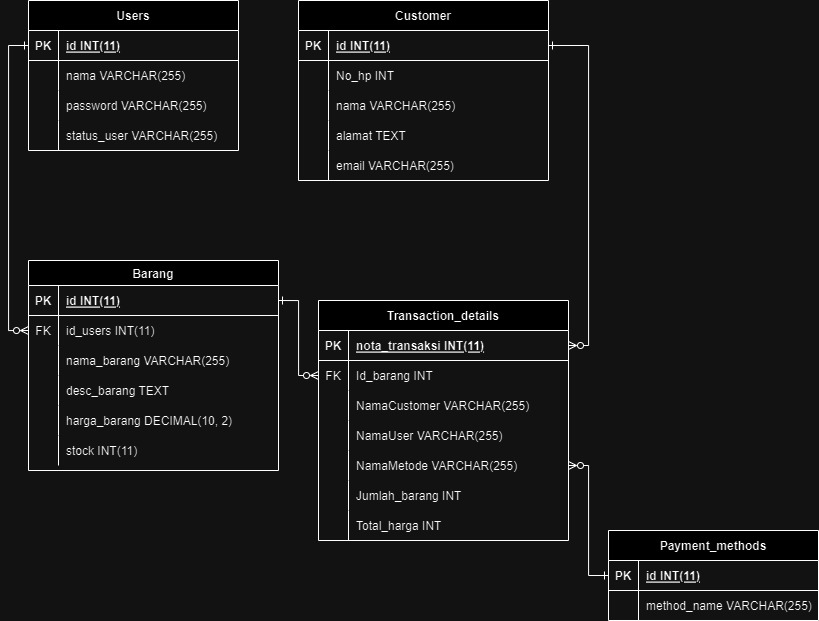 Users
PK id INT(11)
nama VARCHAR(255)
password VARCHAR(255)
status_user VARCHAR(255)
Customer
PK id INT(11)
No_hp INT
nama VARCHAR(255)
alamat TEXT
email VARCHAR(255)
Barang
PK id INT(11)
FK id_users INT(11)
nama_barang VARCHAR(255)
desc_barang TEXT
harga_barang DECIMAL(10, 2)
stock INT(11)
Transaction_details
PK nota_transaksi INT(11)
FK Id_barang INT
NamaCustomer VARCHAR(255)
NamaUser VARCHAR(255)
NamaMetode VARCHAR(255)
Jumlah_barang INT
Total_harga INT
Payment_methods
PK id INT(11)
method_name VARCHAR(255)